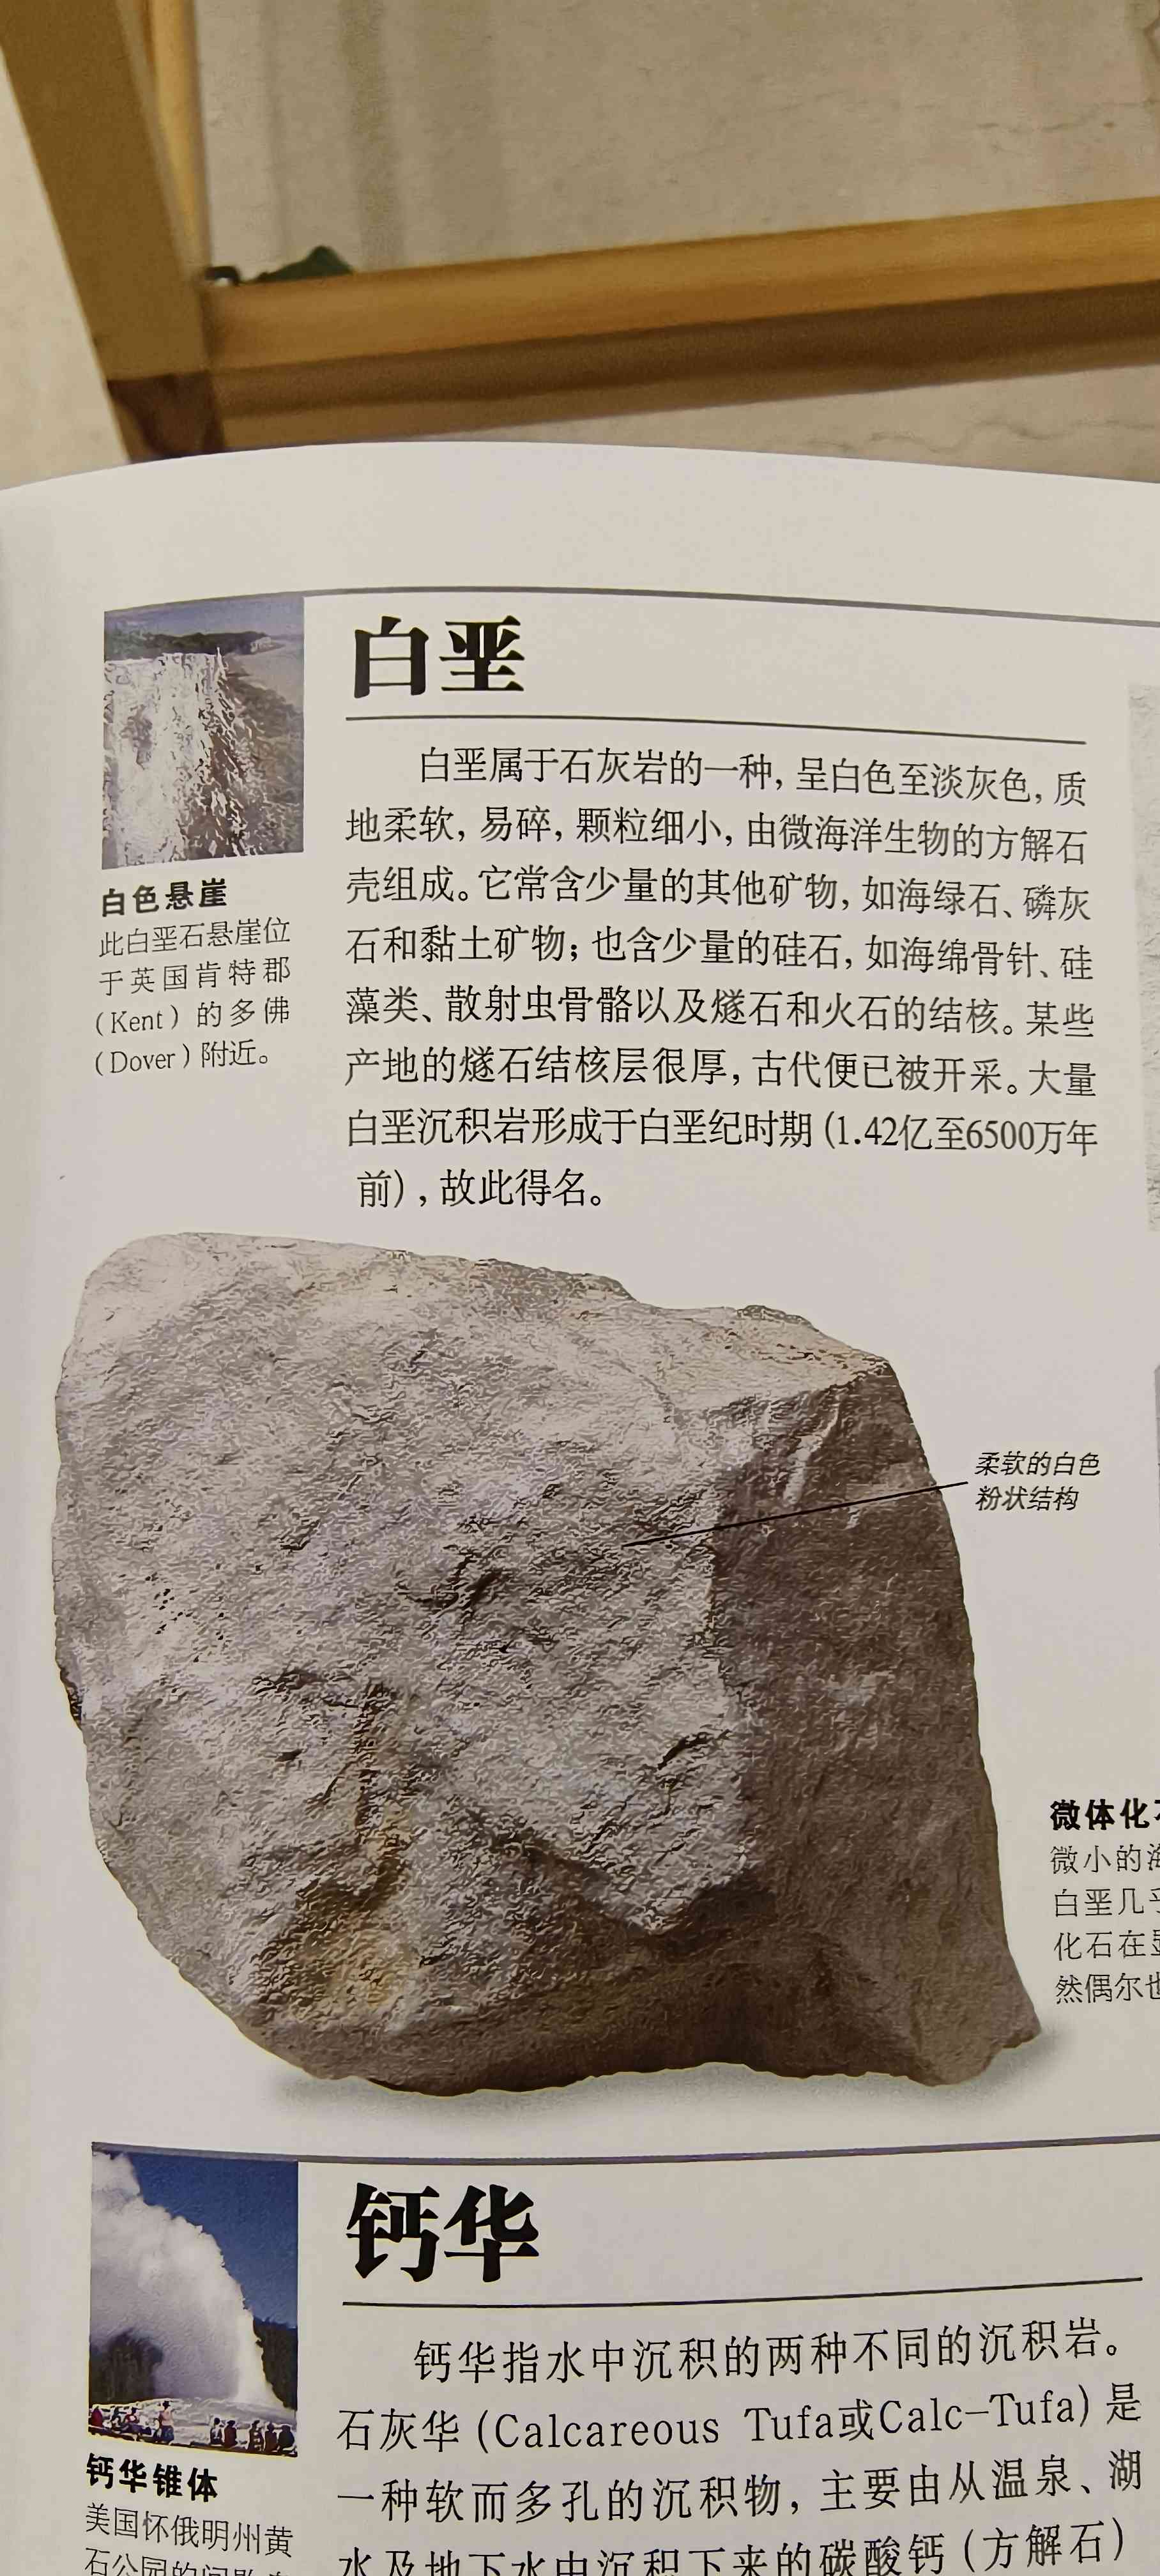 白垩
白垩属于石灰岩的一种，呈白色至淡灰色，质
地柔软，易碎，颗粒细小，由微海洋生物的方解石
壳组成。它常含少量的其他矿物，如海绿石、磷灰
石和黏土矿物；也含少量的硅石，如海绵骨针、硅
藻类、散射虫骨骼以及燧石和火石的结核。某些
产地的燧石结核层很厚，古代便已被开采。大量
白垩沉积岩形成于白垩纪时期（1.42亿至6500万年
前），故此得名。
白色悬崖
此白垩石悬崖位
于英国肯特郡
（Kent）的多佛
（Dover）附近。
柔软的白色
粉状结构
微体化
微小的
白垩几乎
化石在
然偶尔也
钙华
钙华指水中沉积的两种不同的沉积岩。
石灰华（Calcareous Tufa或Calc-Tufa）是
一种软而多孔的沉积物，主要由从温泉、湖
水及地下水中沉积下来的碳酸钙（方解石）
钙华锥体
美国怀俄明州黄
石公园的间歇